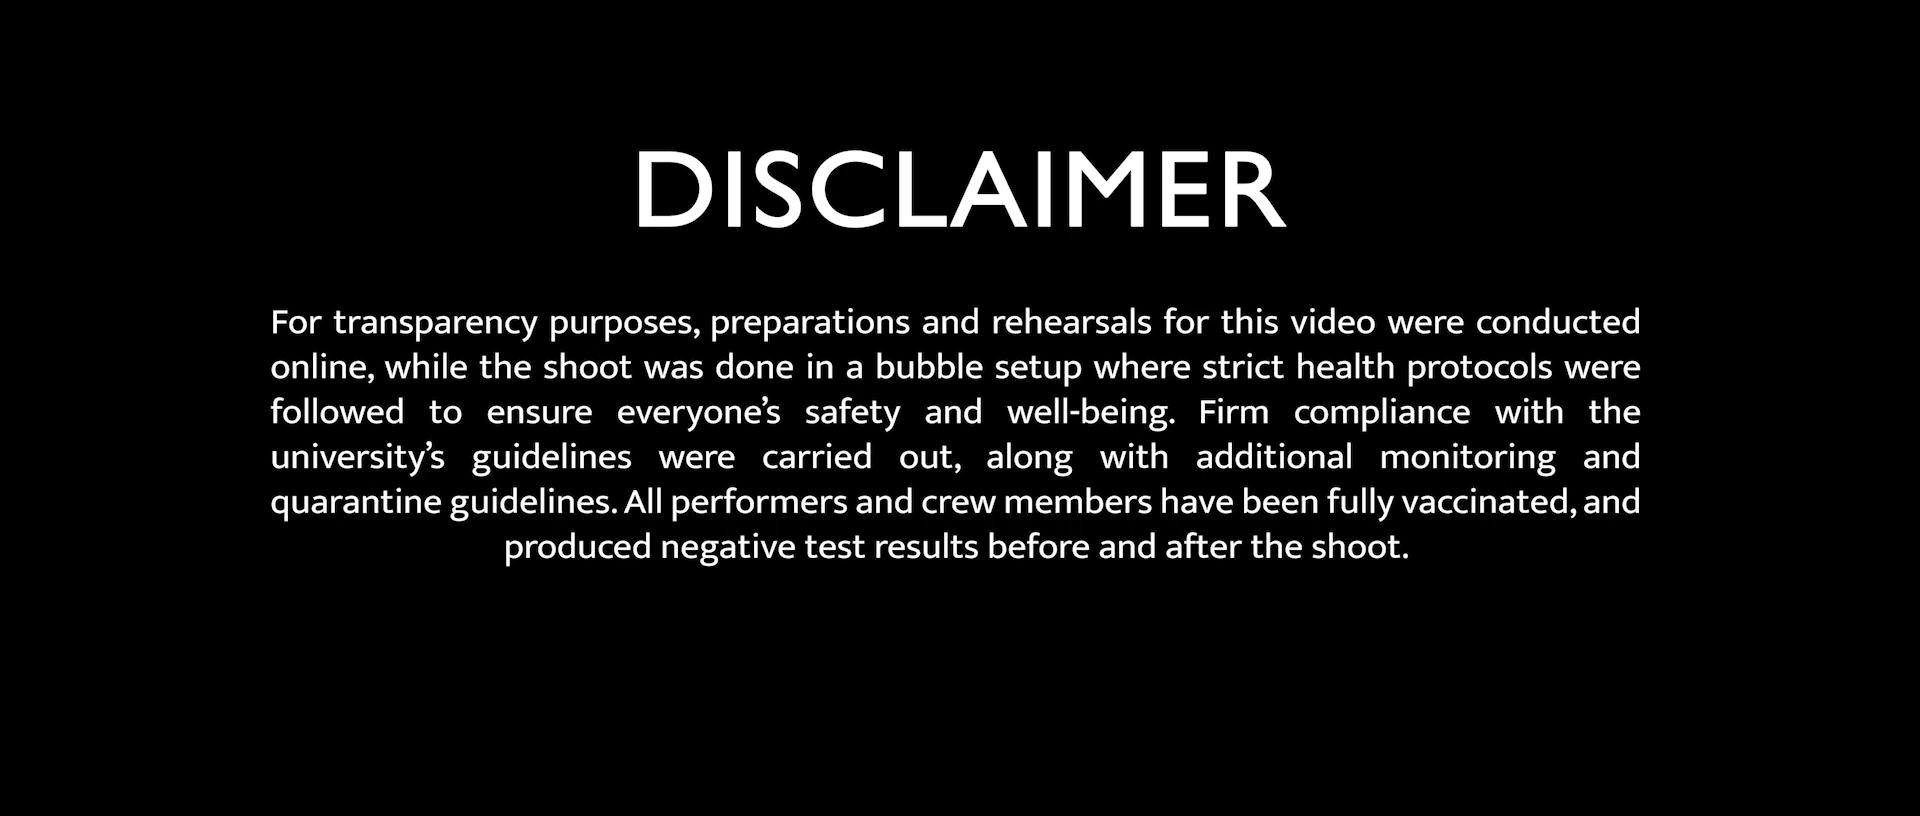 DISCLAIMER
For transparency purposes, preparations and rehearsals for this video were conducted
online, while the shoot was done in a bubble setup where strict health protocols were
followed to ensure everyone’s safety and well-being. Firm compliance with the
university’s guidelines were carried out, along with additional monitoring and
quarantine guidelines. All performers and crew members have been fully vaccinated, and
produced negative test results before and after the shoot.